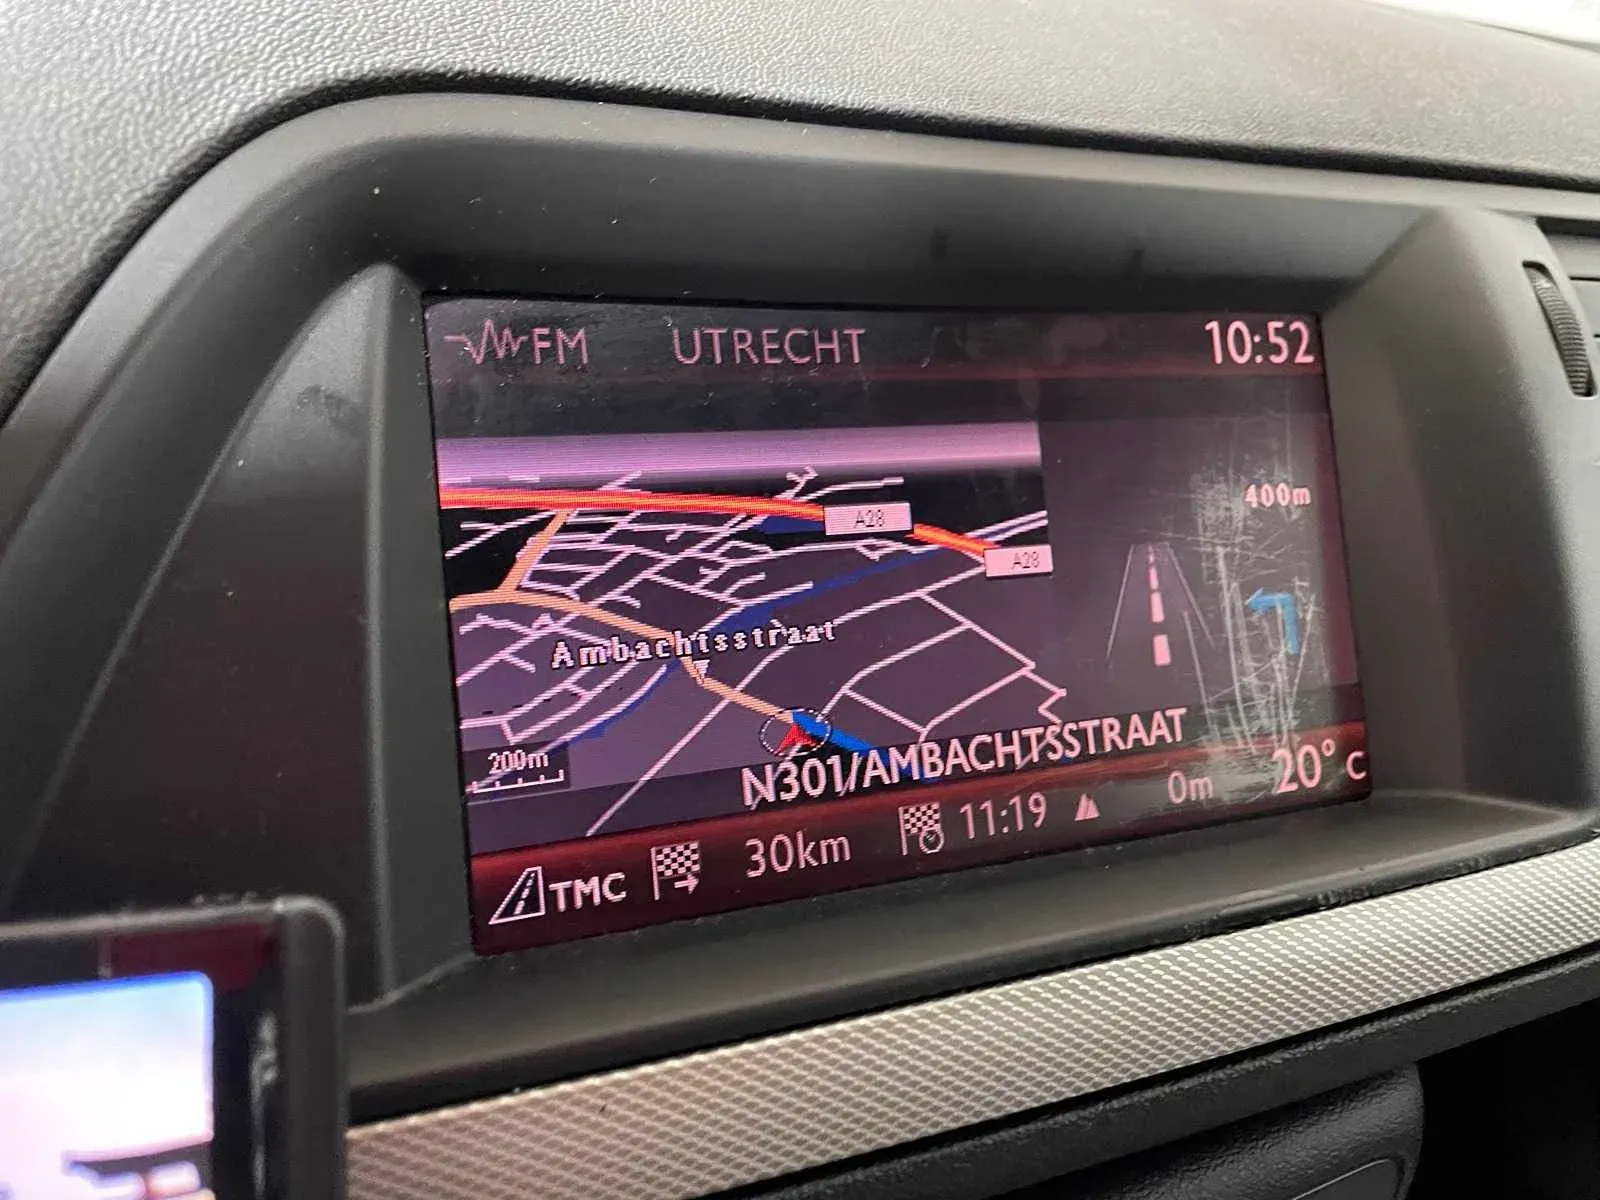 FM UTRECHT 10:52
400m
A28
A28
Ambachtsstraat
200m
N301/AMBACHTSSTRAAT
TMC 30km 11:19 0m 20° C